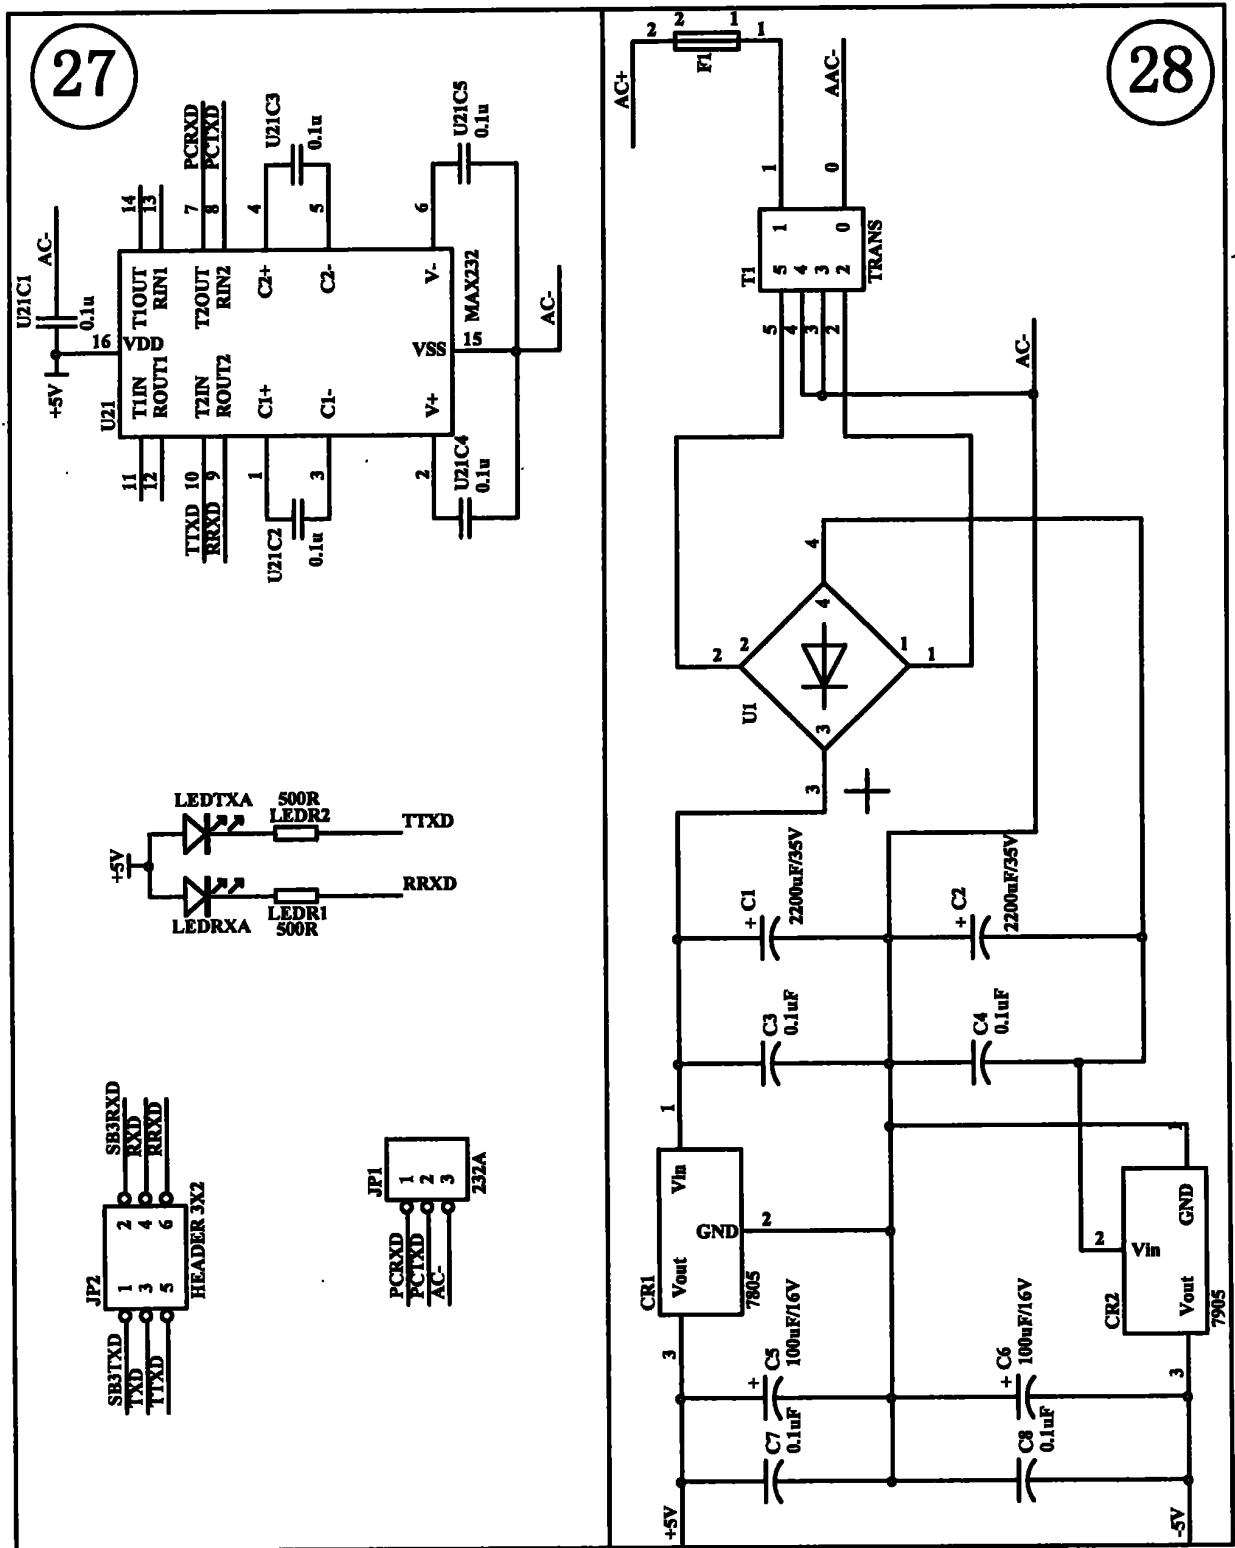 27
U21C1
0.1u
AC-
+5V
16
VDD
U21
T1IN
ROUT1
T2IN
ROUT2
C1+
C1-
V+
T1OUT
RIN1
T2OUT
RIN2
C2+
C2-
V-
VSS
15
MAX232
AC-
14
13
7
PCRXD
8
PCTXD
4
5
U21C3
0.1u
6
U21C5
0.1u
11
12
10
TTXD
9
RRXD
1
3
U21C2
0.1u
2
U21C4
0.1u
+5V
LEDTXA
500R
LEDR2
TTXD
LEDRXA
LEDR1
500R
RRXD
SB3RXD
RXD
RRXD
JP2
2 4 6
1 3 5
HEADER 3X2
SB3TXD
TXD
TTXD
JP1
1
2
3
232A
PCRXD
PCTXD
AC-
28
AC+
2
2
1
1
F1
AAC-
1
0
T1
1
0
5
4
3
2
TRANS
5
4
3
2
AC-
U1
2
2
4
4
1
1
3
3
+ C1
2200uF/35V
+ C2
2200uF/35V
C3
0.1uF
C4
0.1uF
1
Vin
GND
Vout
2
CR1
7805
3
1
GND
2
Vin
Vout
CR2
7905
3
+ C5
100uF/16V
+ C6
100uF/16V
C7
0.1uF
C8
0.1uF
+5V
-5V